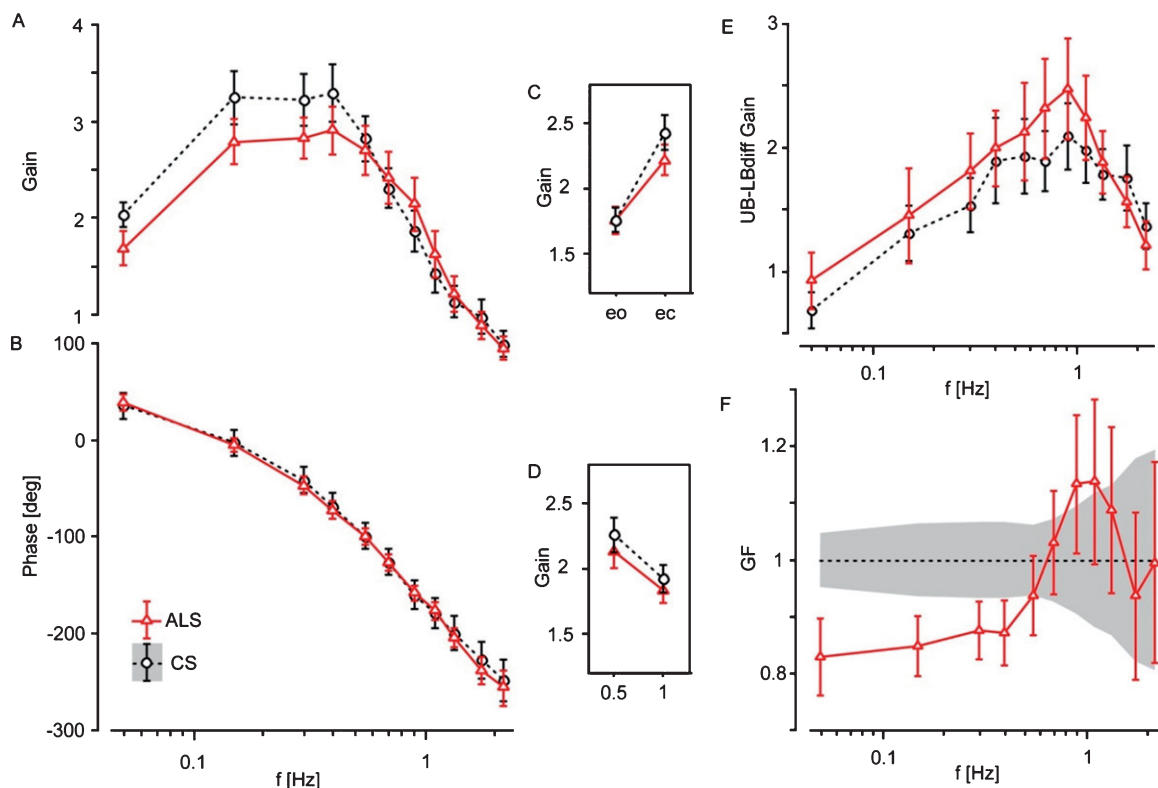 A
4
3
2
1
Gain
B
100
0
-100
-200
-300
Phase [deg]
ALS
CS
0.1
1
f [Hz]
C
2.5
2
1.5
Gain
eo
ec
D
2.5
2
1.5
Gain
0.5
1
E
3
2
1
UB-LBdiff Gain
0.1
1
f [Hz]
F
1.2
1
0.8
GF
0.1
1
f [Hz]